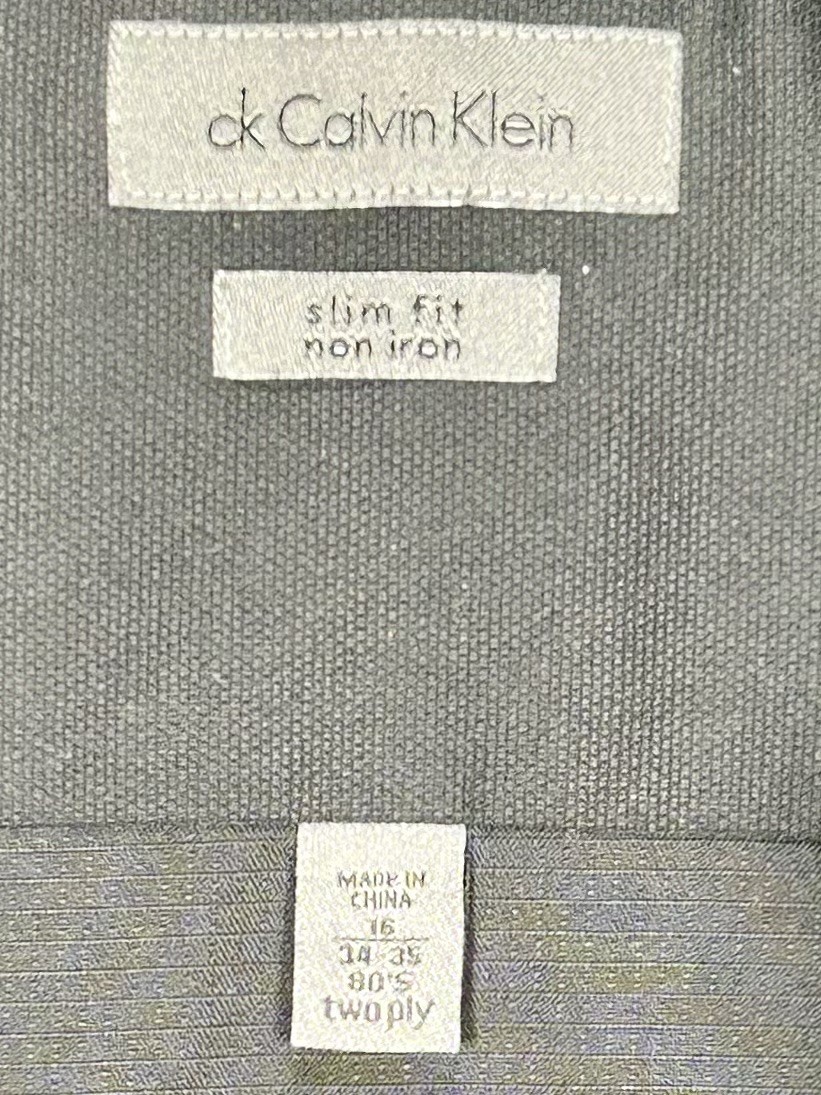 ck Calvin Klein
slim fit
non iron
MADE IN
CHINA
16
34-35
80'S
two ply